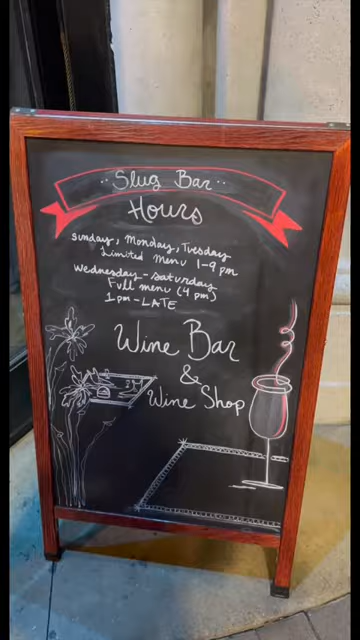 Slug Bar
Hours
Sunday, Monday, Tuesday
Limited Menu 1-9 pm
Wednesday - Saturday
Full menu (4 pm)
1pm - LATE
Wine Bar
&
Wine Shop